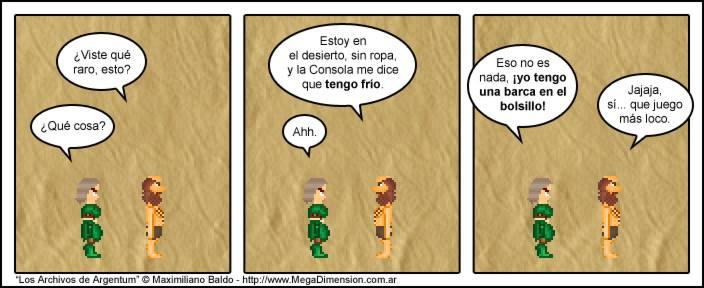 ¿Viste qué
raro, esto?
¿Qué cosa?
Estoy en
el desierto, sin ropa,
y la Consola me dice
que tengo frío.
Ahh.
Eso no es
nada, ¡yo tengo
una barca en el
bolsillo!
Jajaja,
sí... que juego
más loco.
"Los Archivos de Argentum" © Maximiliano Baldo - http://www.MegaDimension.com.ar